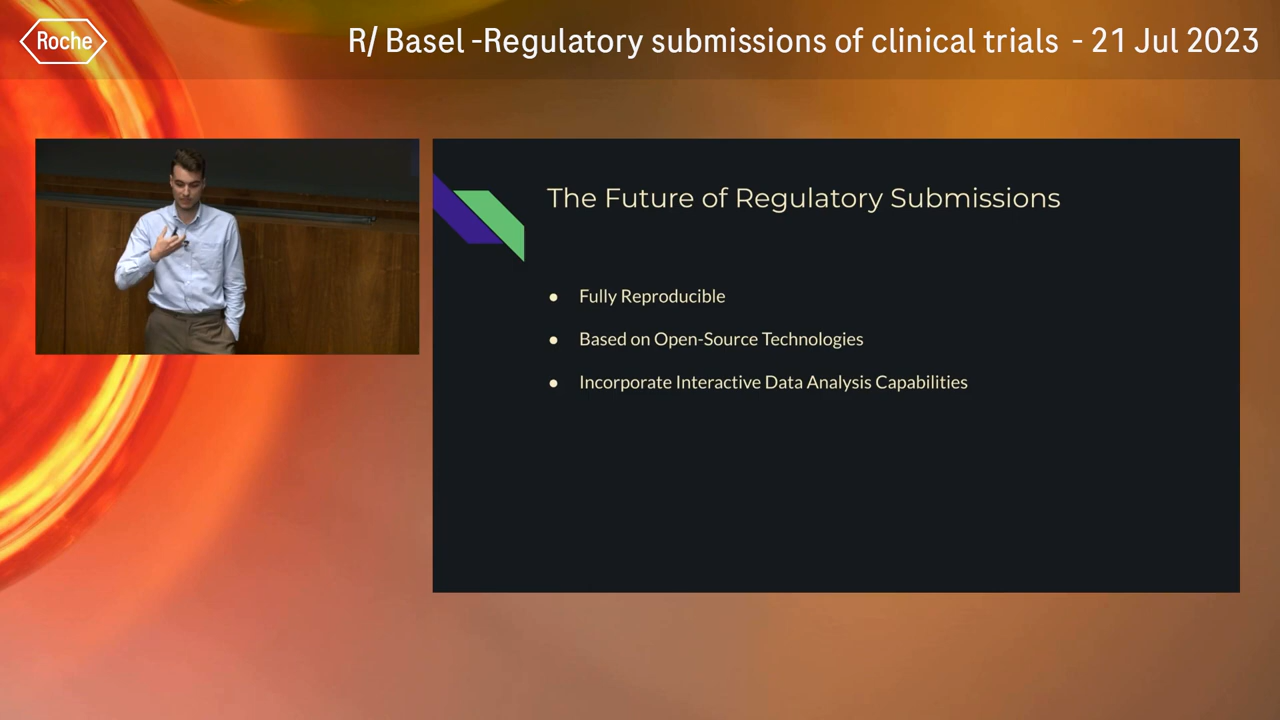 Roche
R/ Basel -Regulatory submissions of clinical trials - 21 Jul 2023
The Future of Regulatory Submissions
● Fully Reproducible
● Based on Open-Source Technologies
● Incorporate Interactive Data Analysis Capabilities